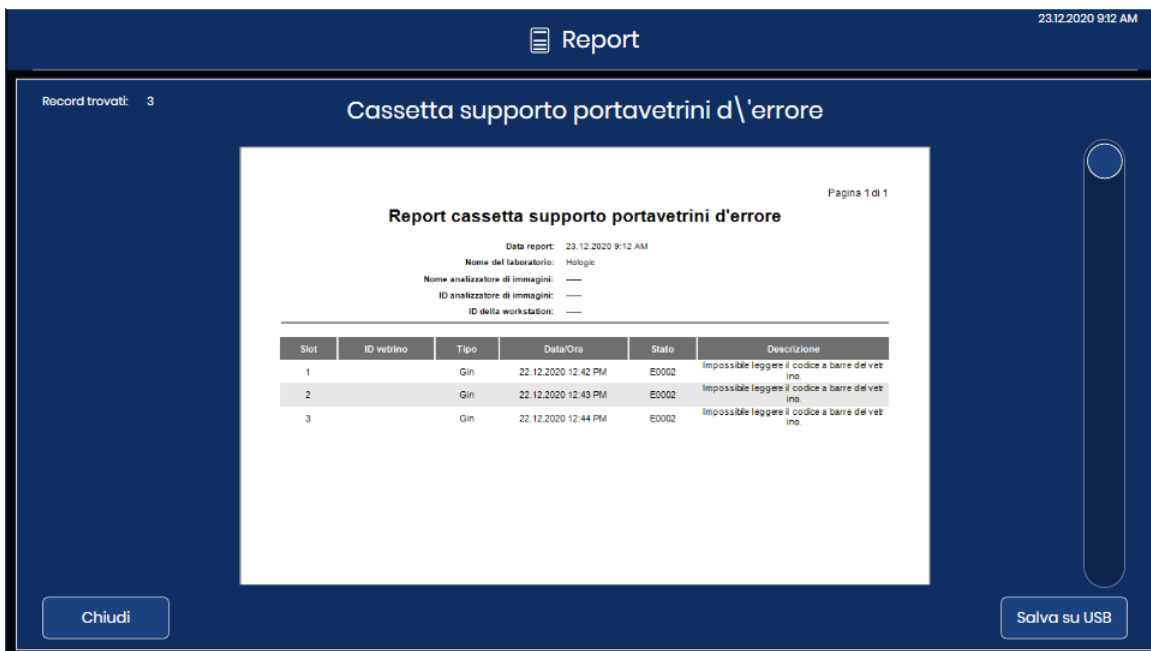 23.12.2020 9:12 AM
Report
Record trovati: 3
Cassetta supporto portavetrini d\'errore
Pagina 1 di 1
Report cassetta supporto portavetrini d'errore
Data report: 23.12.2020 9:12 AM
Nome del laboratorio: Hologic
Nome analizzatore di immagini: -----
ID analizzatore di immagini: -----
ID della workstation: -----
Slot ID vetrino Tipo Data/Ora Stato Descrizione
1 Gin 22.12.2020 12:42 PM E0002 Impossibile leggere il codice a barre del vetr
ino.
2 Gin 22.12.2020 12:43 PM E0002 Impossibile leggere il codice a barre del vetr
ino.
3 Gin 22.12.2020 12:44 PM E0002 Impossibile leggere il codice a barre del vetr
ino.
Chiudi
Salva su USB